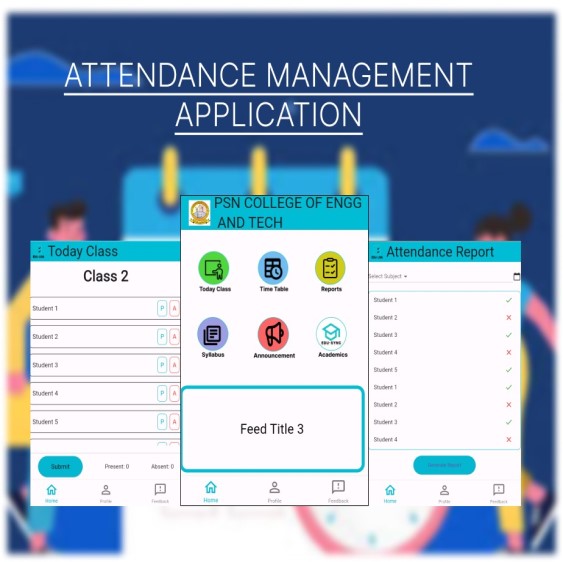 ATTENDANCE MANAGEMENT
APPLICATION
Today Class
Class 2
Student 1 P A
Student 2 P A
Student 3 P A
Student 4 P A
Student 5 P A
Submit Present: 0 Absent: 0
Home Profile Feedback
PSN COLLEGE OF ENGG
AND TECH
Today Class Time Table Reports
EDU-SYNS
Syllabus Announcement Academics
Feed Title 3
Home Profile Feedback
Attendance Report
Select Subject
Student 1
Student 2
Student 3
Student 4
Student 5
Student 1
Student 2
Student 3
Student 4
Home Profile Feedback